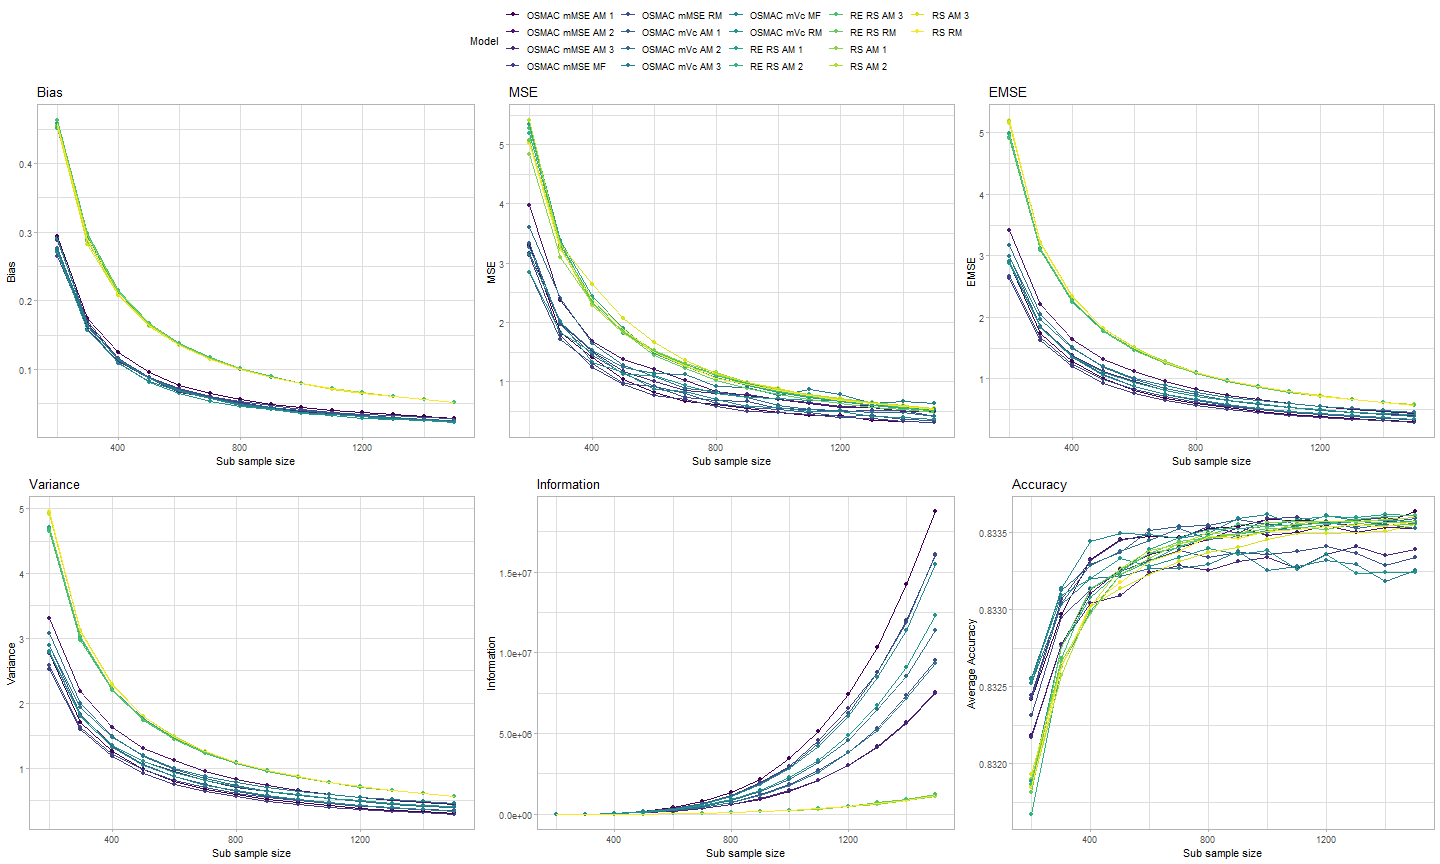 Model
OSMAC mMSE AM 1 OSMAC mMSE RM OSMAC mVc MF RE RS AM 3 RS AM 3
OSMAC mMSE AM 2 OSMAC mVc AM 1 OSMAC mVc RM RE RS RM RS RM
OSMAC mMSE AM 3 OSMAC mVc AM 2 RE RS AM 1 RS AM 1
OSMAC mMSE MF OSMAC mVc AM 3 RE RS AM 2 RS AM 2
Bias
Bias
0.4
0.3
0.2
0.1
400 800 1200
Sub sample size
MSE
MSE
5
4
3
2
1
400 800 1200
Sub sample size
EMSE
EMSE
5
4
3
2
1
400 800 1200
Sub sample size
Variance
Variance
5
4
3
2
1
400 800 1200
Sub sample size
Information
Information
1.5e+07
1.0e+07
5.0e+06
0.0e+00
400 800 1200
Sub sample size
Accuracy
Average Accuracy
0.8335
0.8330
0.8325
0.8320
400 800 1200
Sub sample size